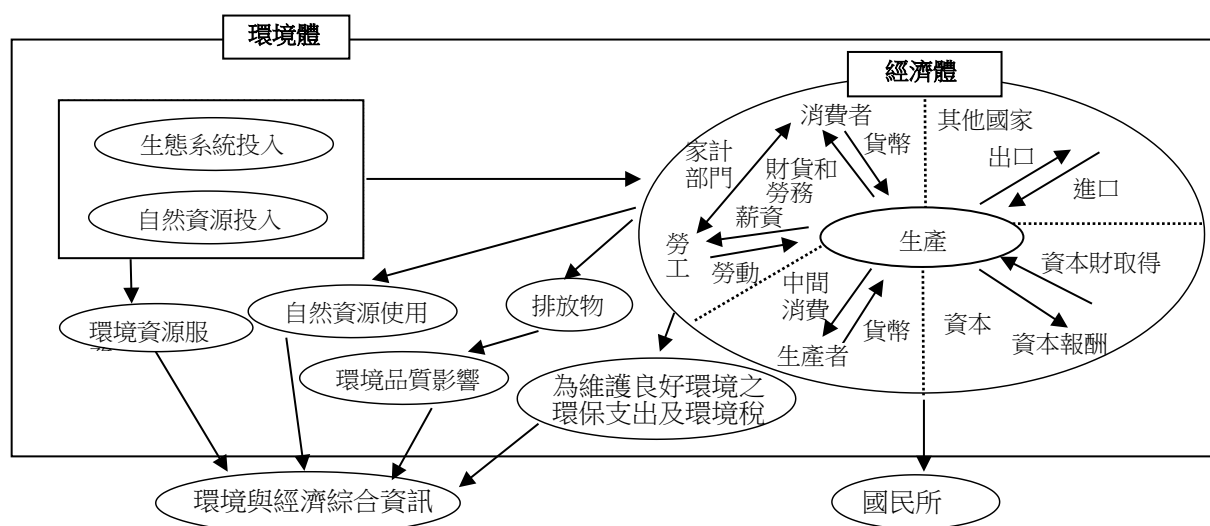 環境體
經濟體
生態系統投入
自然資源投入
消費者
貨幣
家計
部門
財貨和
勞務
薪資
勞
工
勞動
其他國家
出口
進口
生產
中間
消費
貨幣
生產者
資本
資本財取得
資本報酬
環境資源服
自然資源使用
排放物
環境品質影響
為維護良好環境之
環保支出及環境稅
環境與經濟綜合資訊
國民所